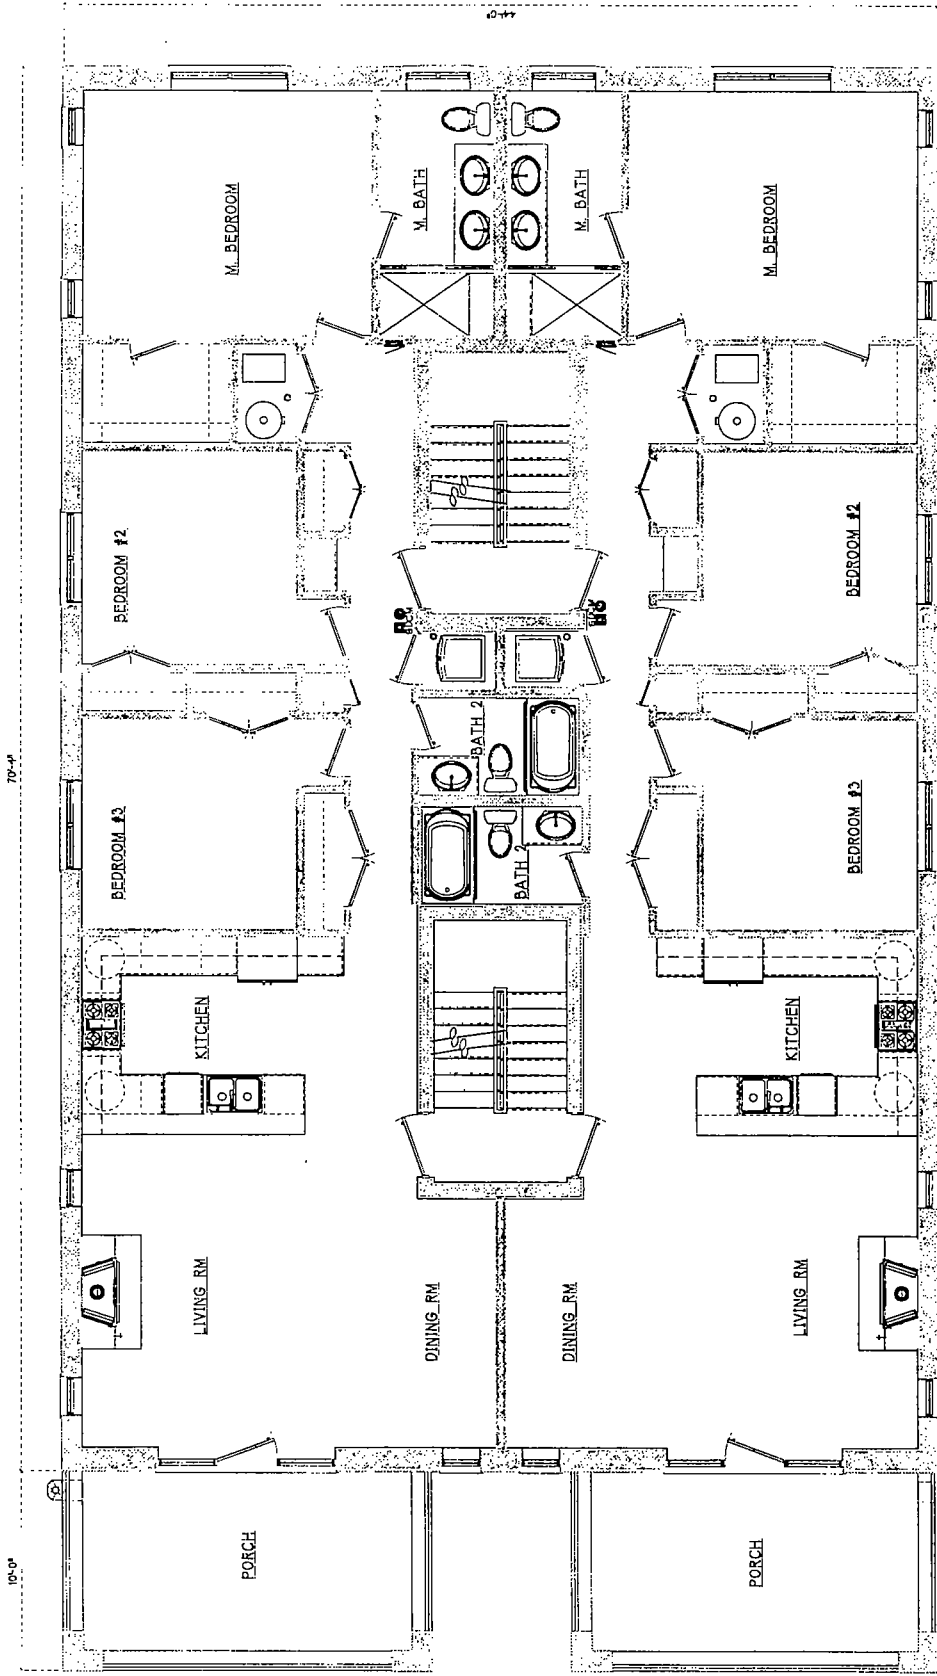 44'-0"
M. BEDROOM
M. BATH
M. BATH
M. BEDROOM
BEDROOM #2
BEDROOM #2
70'-4"
BATH 2
BEDROOM #3
BATH 2
BEDROOM #3
KITCHEN
KITCHEN
LIVING RM
DINING RM
DINING RM
LIVING RM
10'-0"
PORCH
PORCH